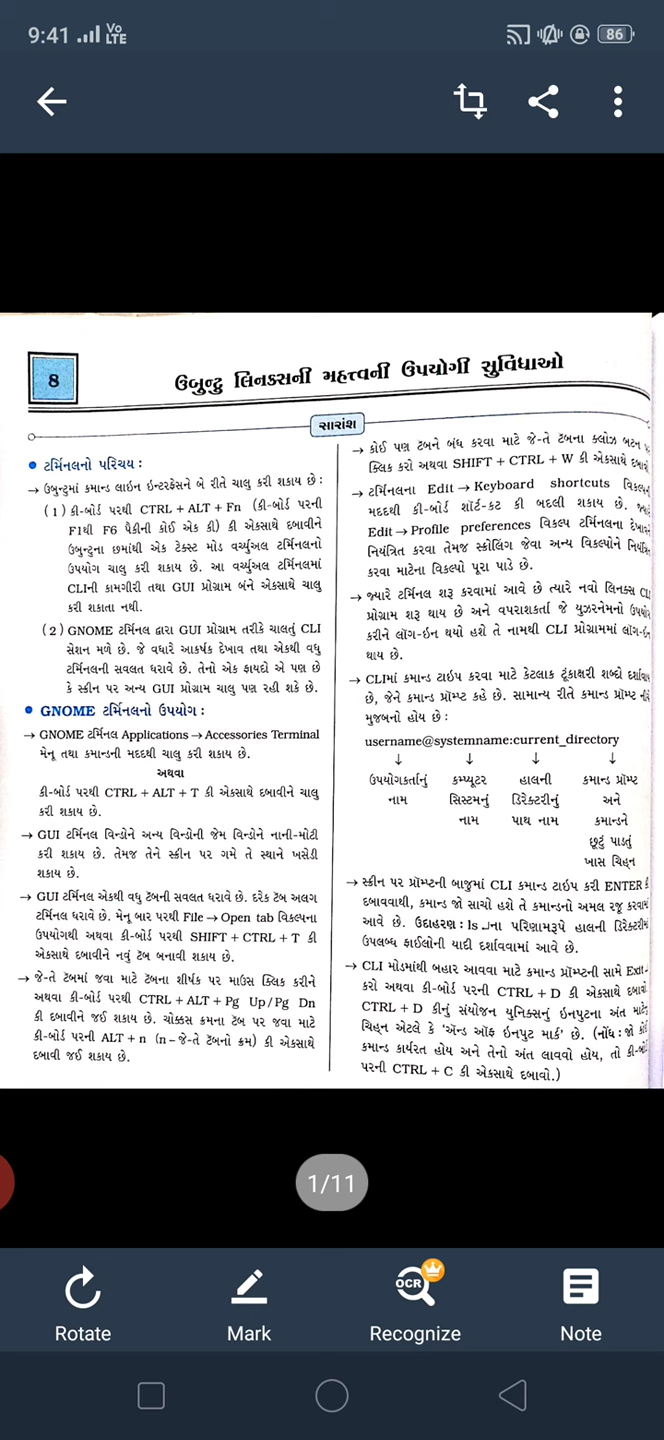 9:41
Vo LTE
86
8
ઉબુન્ટુ લિનક્સની મહત્ત્વની ઉપયોગી સુવિધાઓ
સારાંશ
• ટર્મિનલનો પરિચય :
→ ઉબુન્ટુમાં કમાન્ડ લાઇન ઇન્ટરફેસને બે રીતે ચાલુ કરી શકાય છે :
(1) કી-બોર્ડ પરથી CTRL + ALT + Fn (કી-બોર્ડ પરની
F1થી F6 પૈકીની કોઈ એક કી) કી એકસાથે દબાવીને
ઉબુન્ટુના છમાંથી એક ટેક્સ્ટ મોડ વર્ચ્યુઅલ ટર્મિનલનો
ઉપયોગ ચાલુ કરી શકાય છે. આ વર્ચ્યુઅલ ટર્મિનલમાં
CLIની કામગીરી તથા GUI પ્રોગ્રામ બંને એકસાથે ચાલુ
કરી શકાતા નથી.
(2) GNOME ટર્મિનલ દ્વારા GUI પ્રોગ્રામ તરીકે ચાલતું CLI
સેશન મળે છે. જે વધારે આકર્ષક દેખાવ તથા એકથી વધુ
ટર્મિનલની સવલત ધરાવે છે. તેનો એક ફાયદો એ પણ છે
કે સ્ક્રીન પર અન્ય GUI પ્રોગ્રામ ચાલુ પણ રહી શકે છે.
• GNOME ટર્મિનલનો ઉપયોગ :
→ GNOME ટર્મિનલ Applications → Accessories Terminal
મેનૂ તથા કમાન્ડની મદદથી ચાલુ કરી શકાય છે.
અથવા
કી-બોર્ડ પરથી CTRL + ALT + T કી એકસાથે દબાવીને ચાલુ
કરી શકાય છે.
→ GUI ટર્મિનલ વિન્ડોને અન્ય વિન્ડોની જેમ વિન્ડોને નાની-મોટી
કરી શકાય છે. તેમજ તેને સ્ક્રીન પર ગમે તે સ્થાને ખસેડી
શકાય છે.
→ GUI ટર્મિનલ એકથી વધુ ટૅબની સવલત ધરાવે છે. દરેક ટૅબ અલગ
ટર્મિનલ ધરાવે છે. મેનૂ બાર પરથી File → Open tab વિકલ્પના
ઉપયોગથી અથવા કી-બોર્ડ પરથી SHIFT + CTRL + T કી
એકસાથે દબાવીને નવું ટૅબ બનાવી શકાય છે.
→ જે-તે ટૅબમાં જવા માટે ટૅબના શીર્ષક પર માઉસ ક્લિક કરીને
અથવા કી-બોર્ડ પરથી CTRL + ALT + Pg Up/Pg Dn
કી દબાવીને જઈ શકાય છે. ચોક્કસ ક્રમના ટૅબ પર જવા માટે
કી-બોર્ડ પરની ALT + n (n – જે-તે ટૅબનો ક્રમ) કી એકસાથે
દબાવી જઈ શકાય છે.
→ કોઈ પણ ટૅબને બંધ કરવા માટે જે-તે ટૅબના ક્લોઝ બટન
ક્લિક કરો અથવા SHIFT + CTRL + W કી એકસાથે
→ ટર્મિનલના Edit → Keyboard shortcuts
મદદથી કી-બોર્ડ શૉર્ટ-કટ કી બદલી શકાય છે.
Edit → Profile preferences વિકલ્પ ટર્મિનલના
નિયંત્રિત કરવા તેમજ સ્ક્રોલિંગ જેવા અન્ય વિકલ્પોને
કરવા માટેના વિકલ્પો પૂરા પાડે છે.
→ જ્યારે ટર્મિનલ શરૂ કરવામાં આવે છે ત્યારે નવો લિનક્સ
પ્રોગ્રામ શરૂ થાય છે અને વપરાશકર્તા જે યુઝરનેમનો
કરીને લૉગ-ઇન થયો હશે તે નામથી CLI પ્રોગ્રામમાં
થાય છે.
→ CLIમાં કમાન્ડ ટાઇપ કરવા માટે કેટલાક ટૂંકાક્ષરી શબ્દો
છે, જેને કમાન્ડ પ્રૉમ્પ્ટ કહે છે. સામાન્ય રીતે કમાન્ડ પ્રૉમ્પ્ટ
મુજબનો હોય છે :
username@systemname:current_directory
↓ ↓ ↓ ↓
ઉપયોગકર્તાનું કમ્પ્યૂટર હાલની કમાન્ડ પ્રૉમ્પ્ટ
નામ સિસ્ટમનું ડિરેક્ટરીનું અને
નામ પાથ નામ કમાન્ડને
છૂટું પાડતું
ખાસ ચિહ્ન
→ સ્ક્રીન પર પ્રૉમ્પ્ટની બાજુમાં CLI કમાન્ડ ટાઇપ કરી ENTER
દબાવવાથી, કમાન્ડ જો સાચો હશે તે કમાન્ડનો અમલ રજૂ કરવામાં
આવે છે. ઉદાહરણ : ls ના પરિણામરૂપે હાલની
ઉપલબ્ધ ફાઈલોની યાદી દર્શાવવામાં આવે છે.
→ CLI મોડમાંથી બહાર આવવા માટે કમાન્ડ પ્રૉમ્પ્ટની સામે Exit
કરો અથવા કી-બોર્ડ પરની CTRL + D કી એકસાથે
CTRL + D કીનું સંયોજન યુનિક્સનું ઇનપુટના અંત
ચિહ્ન એટલે કે ‘ઍન્ડ ઑફ ઇનપુટ માર્ક’ છે. (નોંધ : જો
કમાન્ડ કાર્યરત હોય અને તેનો અંત લાવવો હોય, તો
પરની CTRL + C કી એકસાથે દબાવો.)
1/11
Rotate
Mark
OCR
Recognize
Note